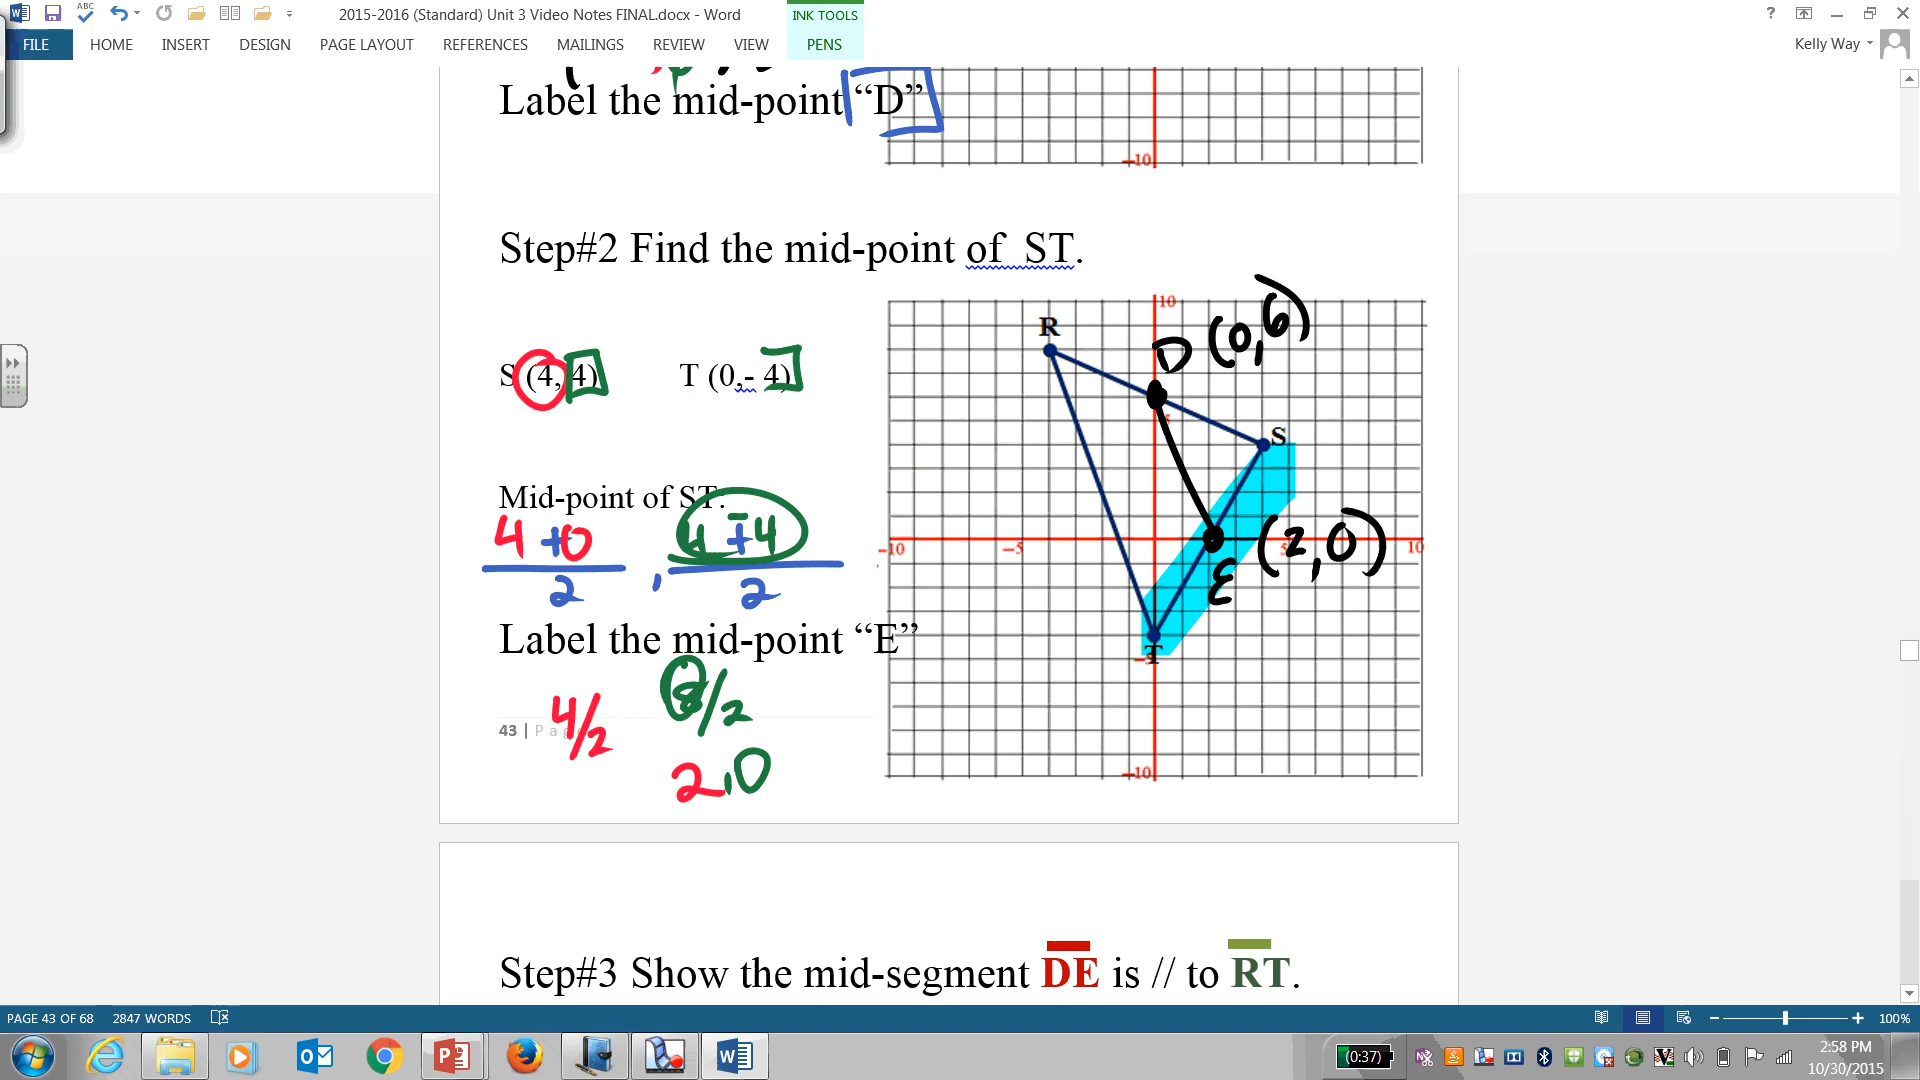 2015-2016 (Standard) Unit 3 Video Notes FINAL.docx - Word
INK TOOLS
?
FILE HOME INSERT DESIGN PAGE LAYOUT REFERENCES MAILINGS REVIEW VIEW PENS
Kelly Way
Label the mid-point “D”
-10
Step#2 Find the mid-point of ST.
10
R
D (0,6)
S (4, 4) T (0,- 4)
5
S
Mid-point of ST:
4 + 0 / 2 , 4 + -4 / 2
-10 -5 5 10
(2,0)
E
Label the mid-point “E”
T
-5
4/2 8/2
43 | Page
2,0
-10
Step#3 Show the mid-segment DE is // to RT.
PAGE 43 OF 68 2847 WORDS
100%
(0:37)
2:58 PM
10/30/2015